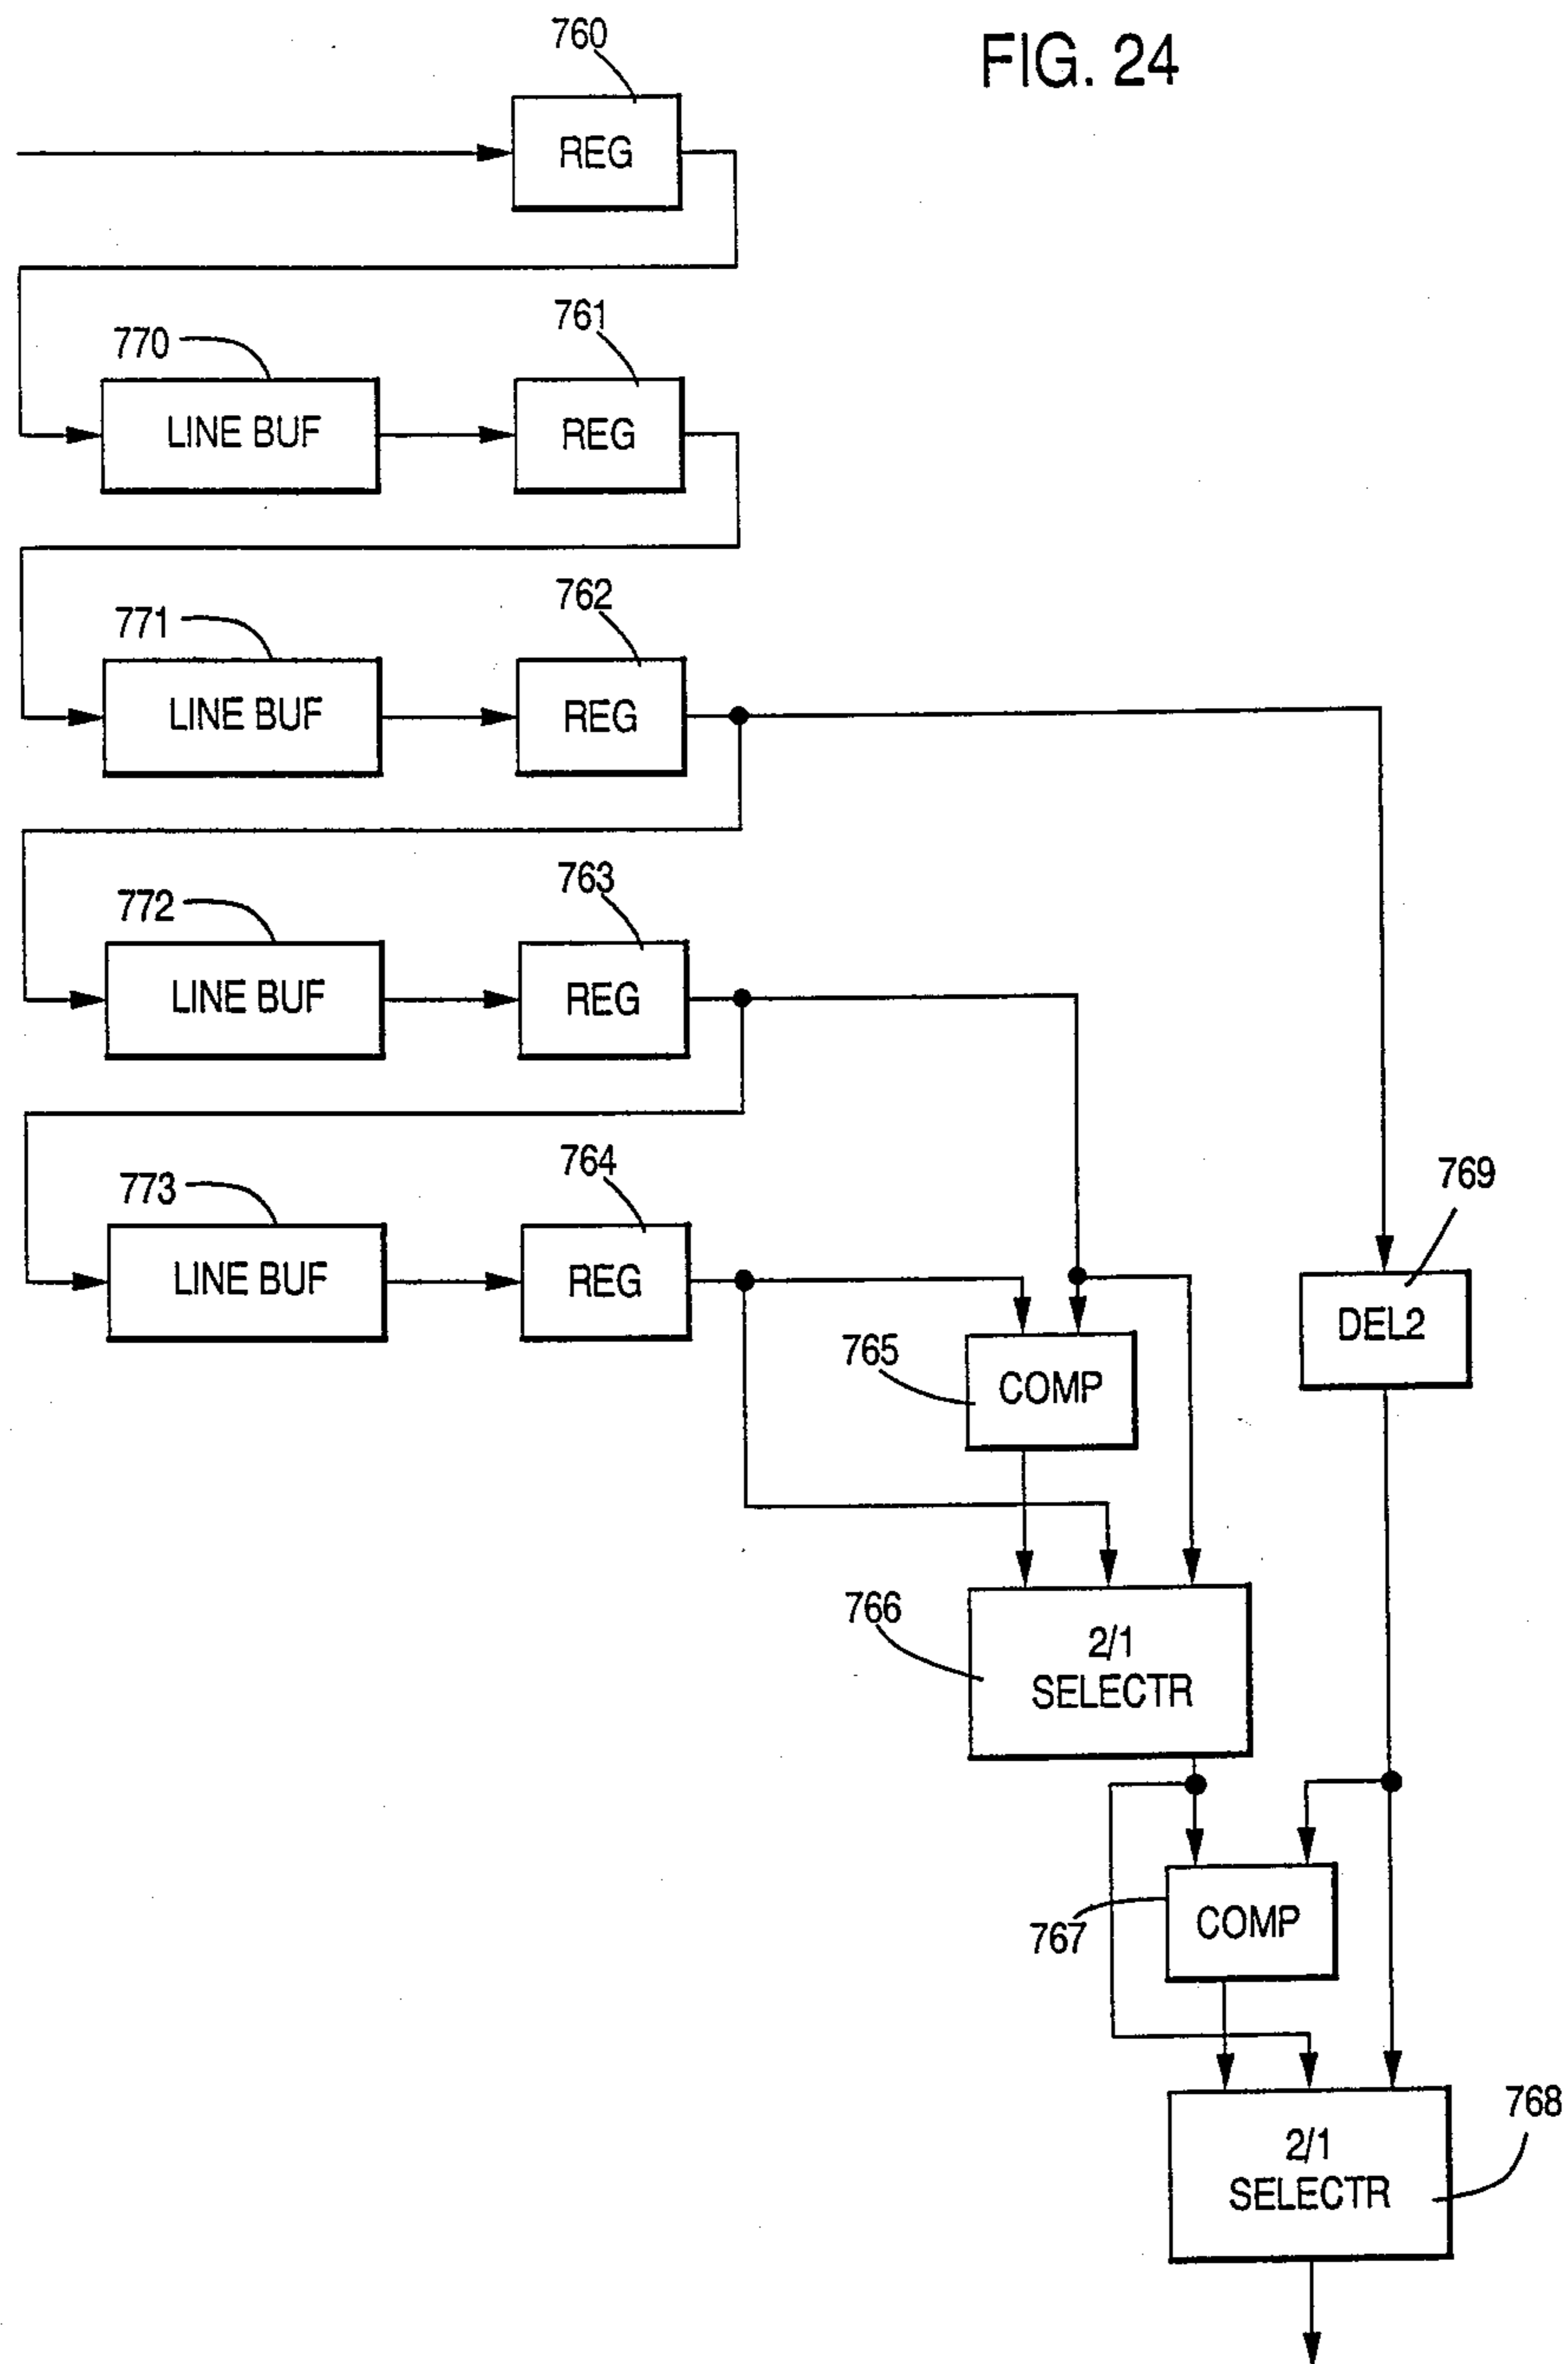 760
FIG. 24
REG
770
761
LINE BUF
REG
771
762
LINE BUF
REG
772
763
LINE BUF
REG
773
764
769
LINE BUF
REG
DEL2
765
COMP
766
2/1
SELECTR
767
COMP
768
2/1
SELECTR